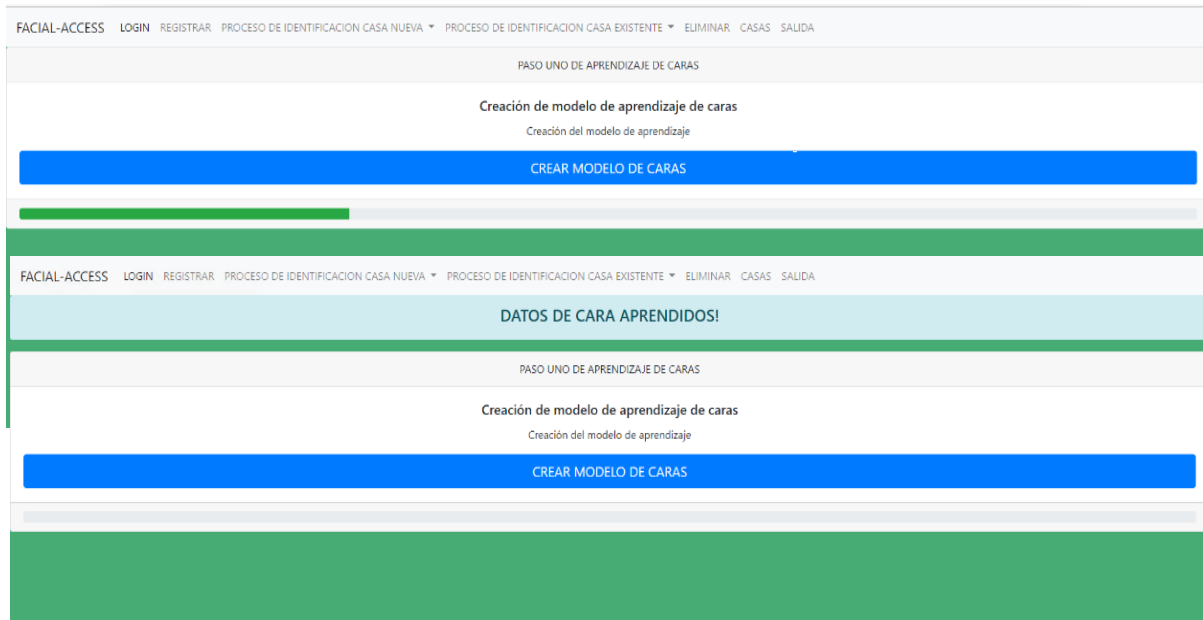 FACIAL-ACCESS LOGIN REGISTRAR PROCESO DE IDENTIFICACION CASA NUEVA PROCESO DE IDENTIFICACION CASA EXISTENTE ELIMINAR CASAS SALIDA
PASO UNO DE APRENDIZAJE DE CARAS
Creación de modelo de aprendizaje de caras
Creación del modelo de aprendizaje
CREAR MODELO DE CARAS
FACIAL-ACCESS LOGIN REGISTRAR PROCESO DE IDENTIFICACION CASA NUEVA PROCESO DE IDENTIFICACION CASA EXISTENTE ELIMINAR CASAS SALIDA
DATOS DE CARA APRENDIDOS!
PASO UNO DE APRENDIZAJE DE CARAS
Creación de modelo de aprendizaje de caras
Creación del modelo de aprendizaje
CREAR MODELO DE CARAS